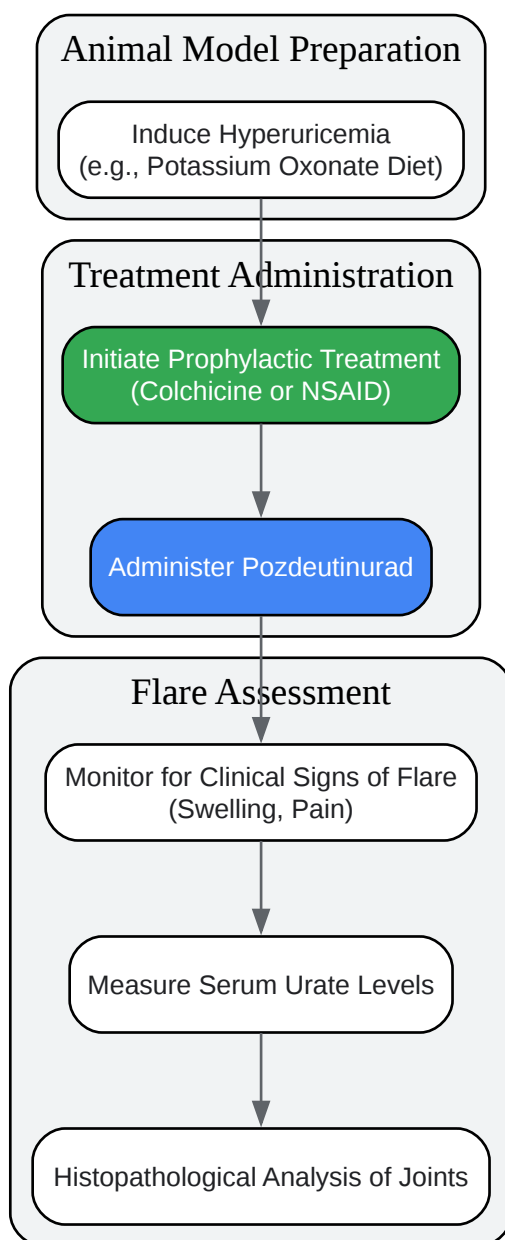 Animal Model Preparation
Induce Hyperuricemia
(e.g., Potassium Oxonate Diet)
Treatment Administration
Initiate Prophylactic Treatment
(Colchicine or NSAID)
Administer Pozdeutinurad
Flare Assessment
Monitor for Clinical Signs of Flare
(Swelling, Pain)
Measure Serum Urate Levels
Histopathological Analysis of Joints